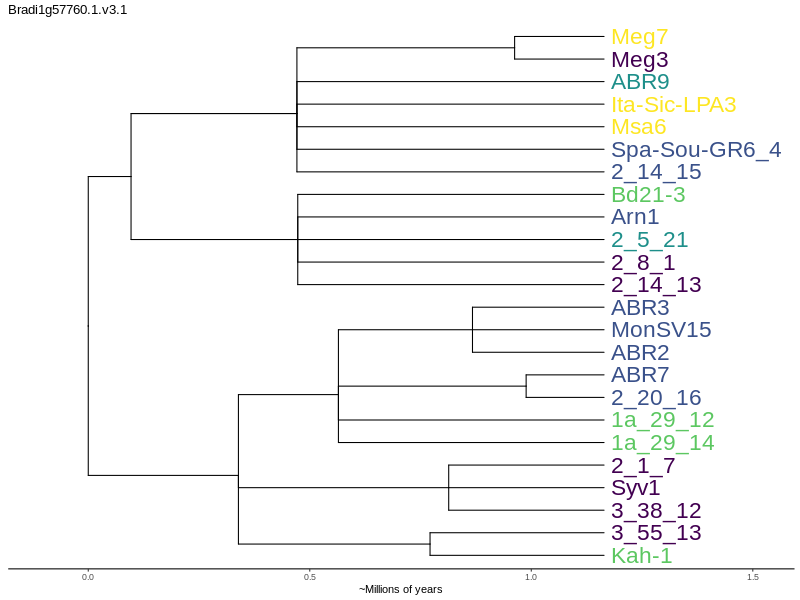 Bradi1g57760.1.v3.1
Meg7
Meg3
ABR9
Ita-Sic-LPA3
Msa6
Spa-Sou-GR6_4
2_14_15
Bd21-3
Arn1
2_5_21
2_8_1
2_14_13
ABR3
MonSV15
ABR2
ABR7
2_20_16
1a_29_12
1a_29_14
2_1_7
Syv1
3_38_12
3_55_13
Kah-1
0.0 0.5 1.0 1.5
~Millions of years